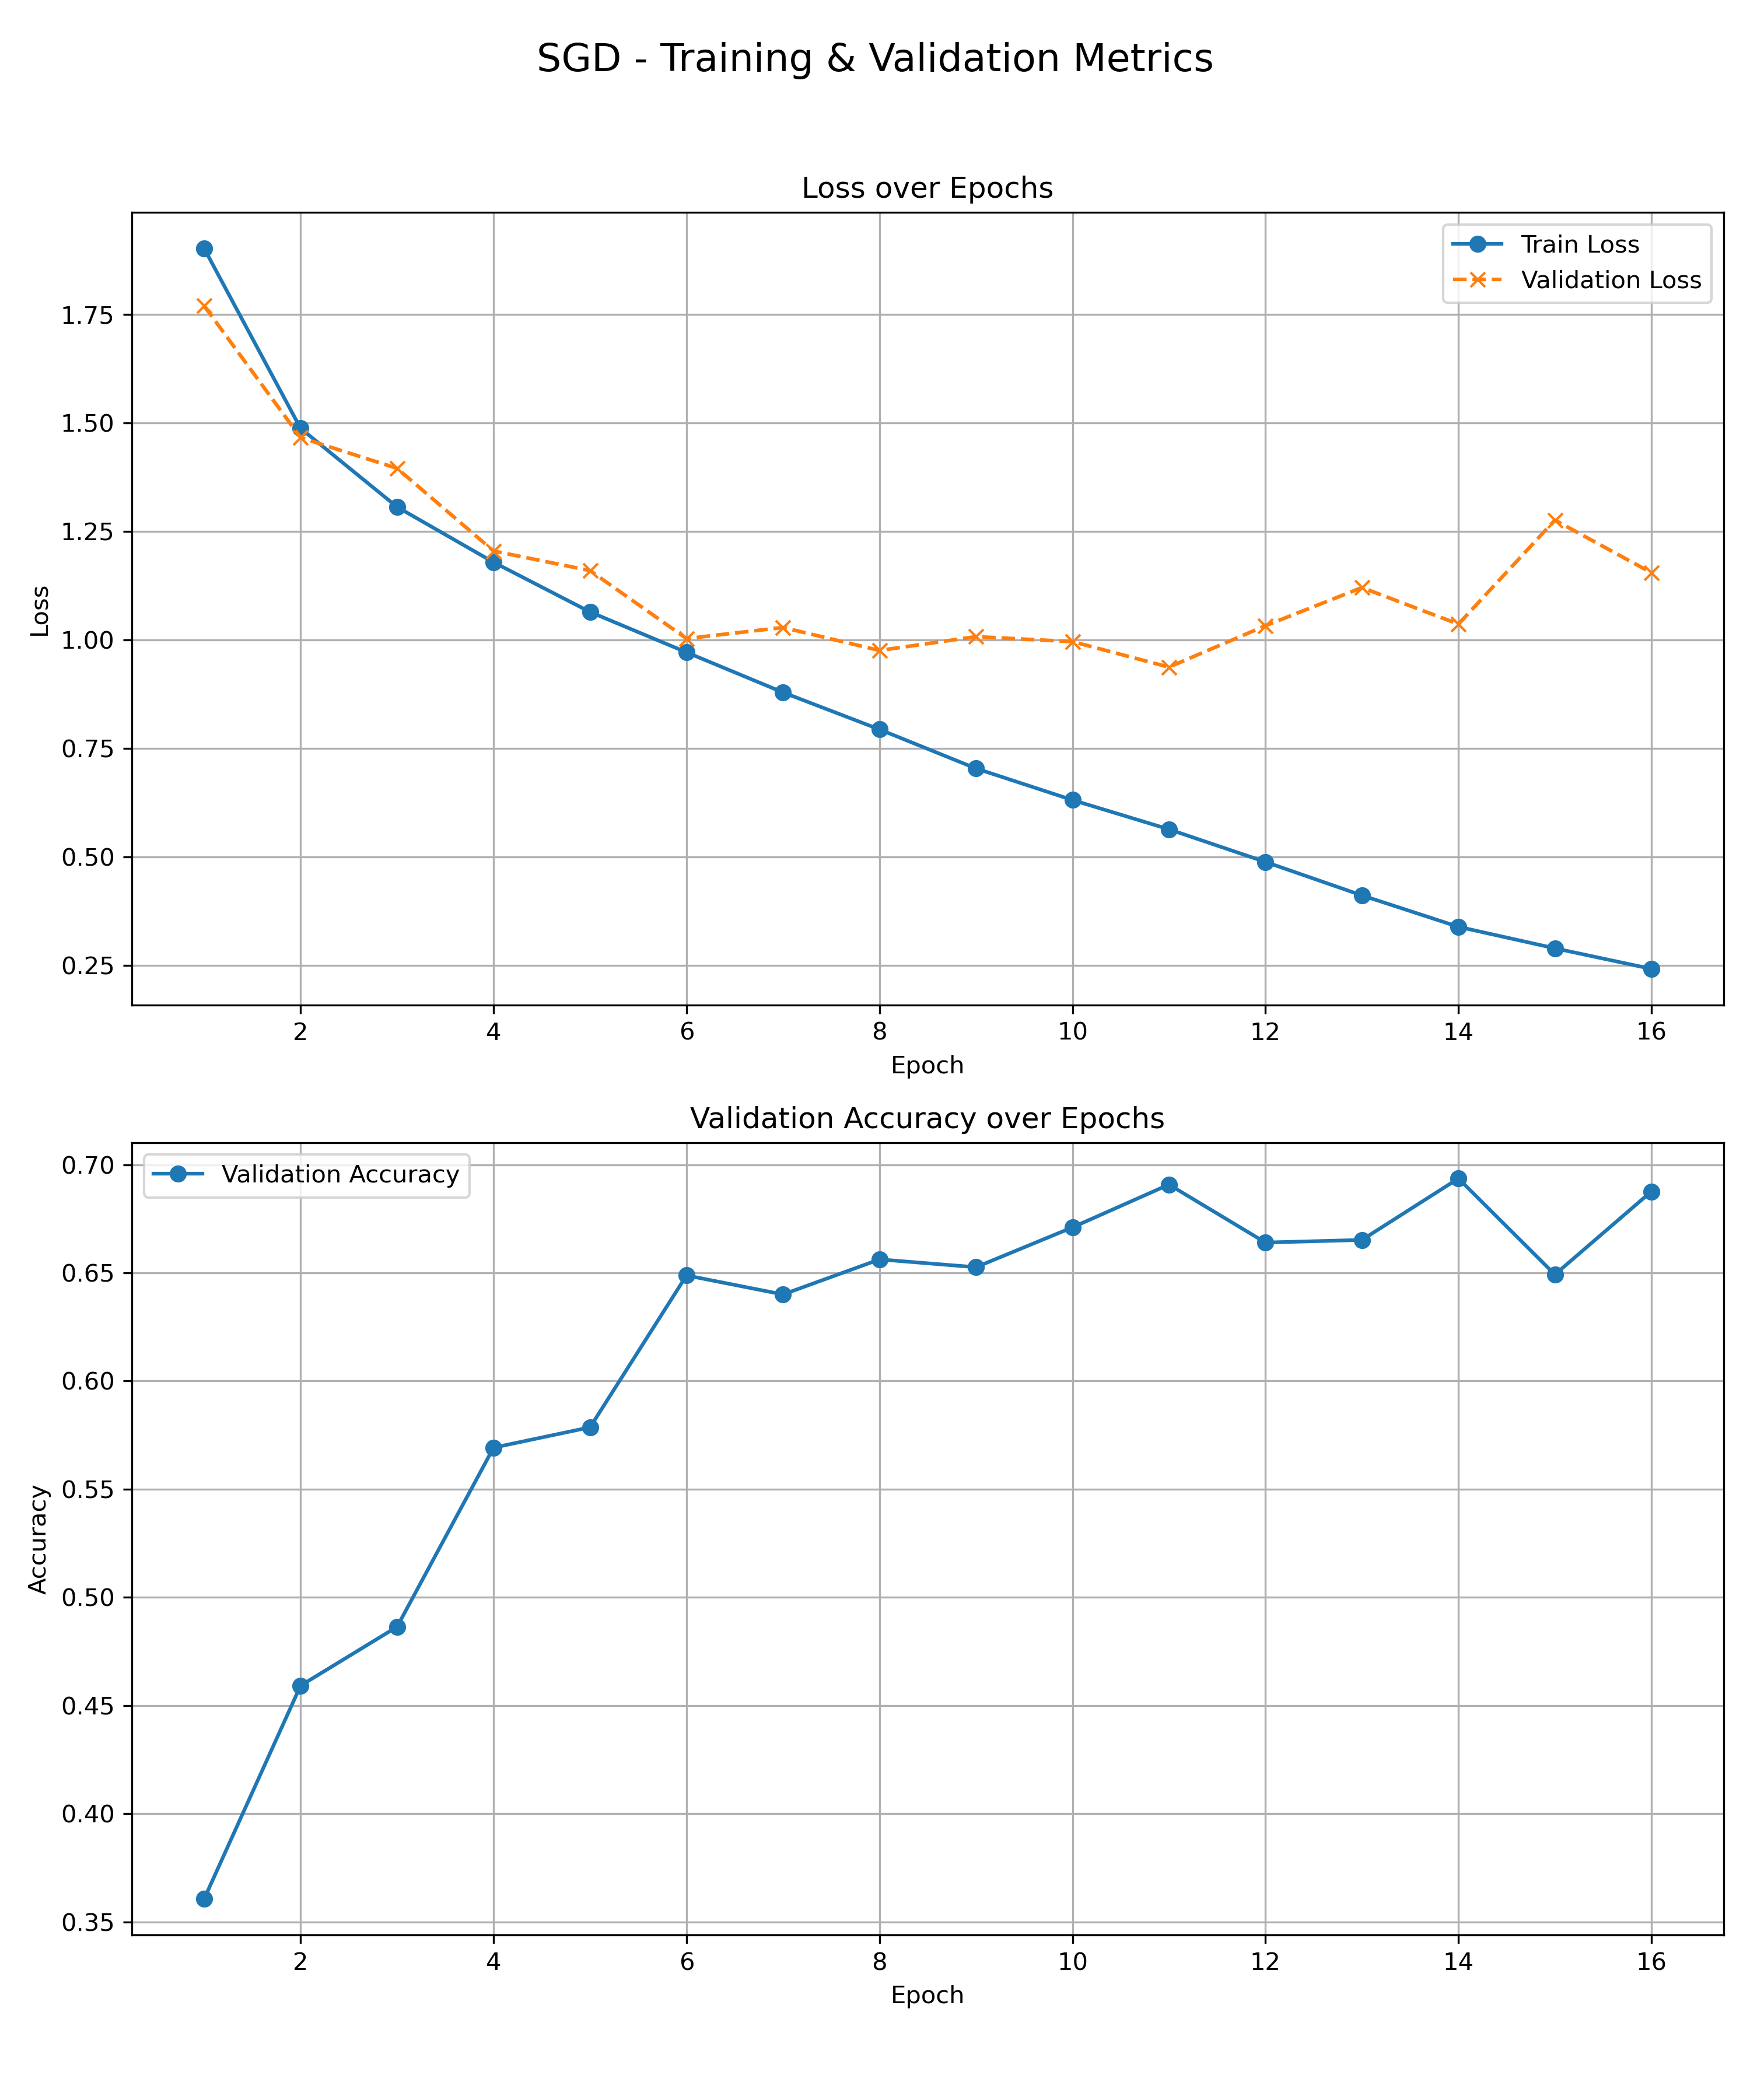 SGD - Training & Validation Metrics
Loss over Epochs
Train Loss
Validation Loss
1.75
1.50
1.25
1.00
0.75
0.50
0.25
Loss
2 4 6 8 10 12 14 16
Epoch
Validation Accuracy over Epochs
Validation Accuracy
0.70
0.65
0.60
0.55
0.50
0.45
0.40
0.35
Accuracy
2 4 6 8 10 12 14 16
Epoch